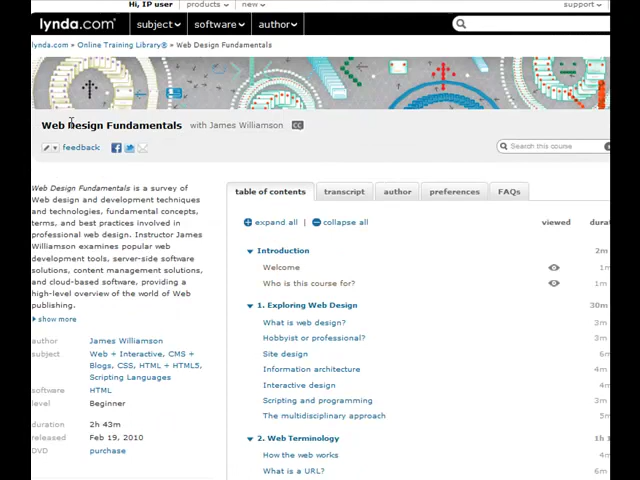 Hi, IP user products new support
lynda.com subject software author
lynda.com » Online Training Library® » Web Design Fundamentals
Web Design Fundamentals with James Williamson CC
feedback Search this course
table of contents transcript author preferences FAQs
expand all | collapse all viewed
Introduction 2m
Welcome 1m
Who is this course for? 1m
1. Exploring Web Design 30m
What is web design? 3m
Hobbyist or professional? 3m
Site design 6m
Information architecture 4m
Interactive design 4m
Scripting and programming 4m
The multidisciplinary approach 4m
2. Web Terminology
How the web works 4m
What is a URL? 4m
Web Design Fundamentals is a survey of
Web design and development techniques
and technologies, fundamental concepts,
terms, and best practices involved in
professional web design. Instructor James
Williamson examines popular web
development tools, server-side software
solutions, content management solutions,
and cloud-based software, providing a
high-level overview of the world of Web
publishing.
show more
author James Williamson
subject Web + Interactive, CMS +
Blogs, CSS, HTML + HTML5,
Scripting Languages
software HTML
level Beginner
duration 2h 43m
released Feb 19, 2010
DVD purchase